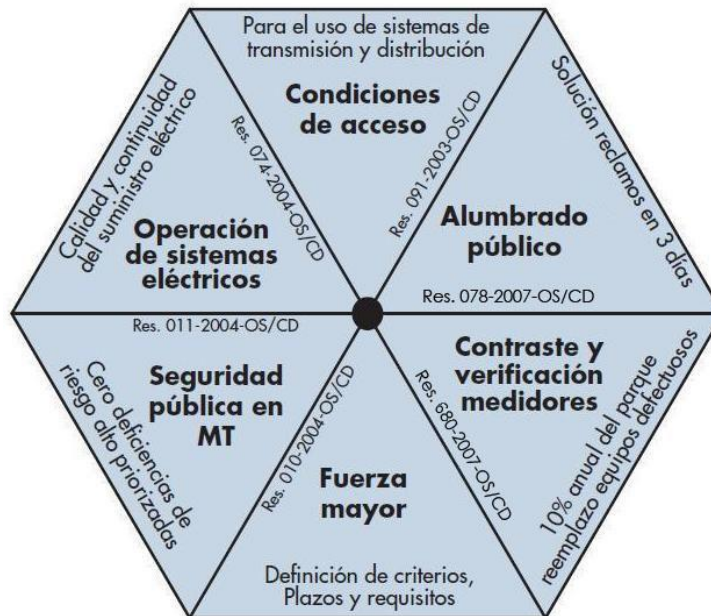 Para el uso de sistemas de
transmisión y distribución
Condiciones
de acceso
Res. 091-2003-OS/CD
Solución reclamos en 3 días
Alumbrado
público
Res. 078-2007-OS/CD
Contraste y
verificación
medidores
10% anual del parque
reemplazo equipos defectuosos
Res. 680-2007-OS/CD
Fuerza
mayor
Definición de criterios,
Plazos y requisitos
Res. 010-2004-OS/CD
Seguridad
pública en
MT
Cero deficiencias de
riesgo alto priorizadas
Res. 011-2004-OS/CD
Operación
de sistemas
eléctricos
Calidad y continuidad
del suministro eléctrico
Res. 074-2004-OS/CD